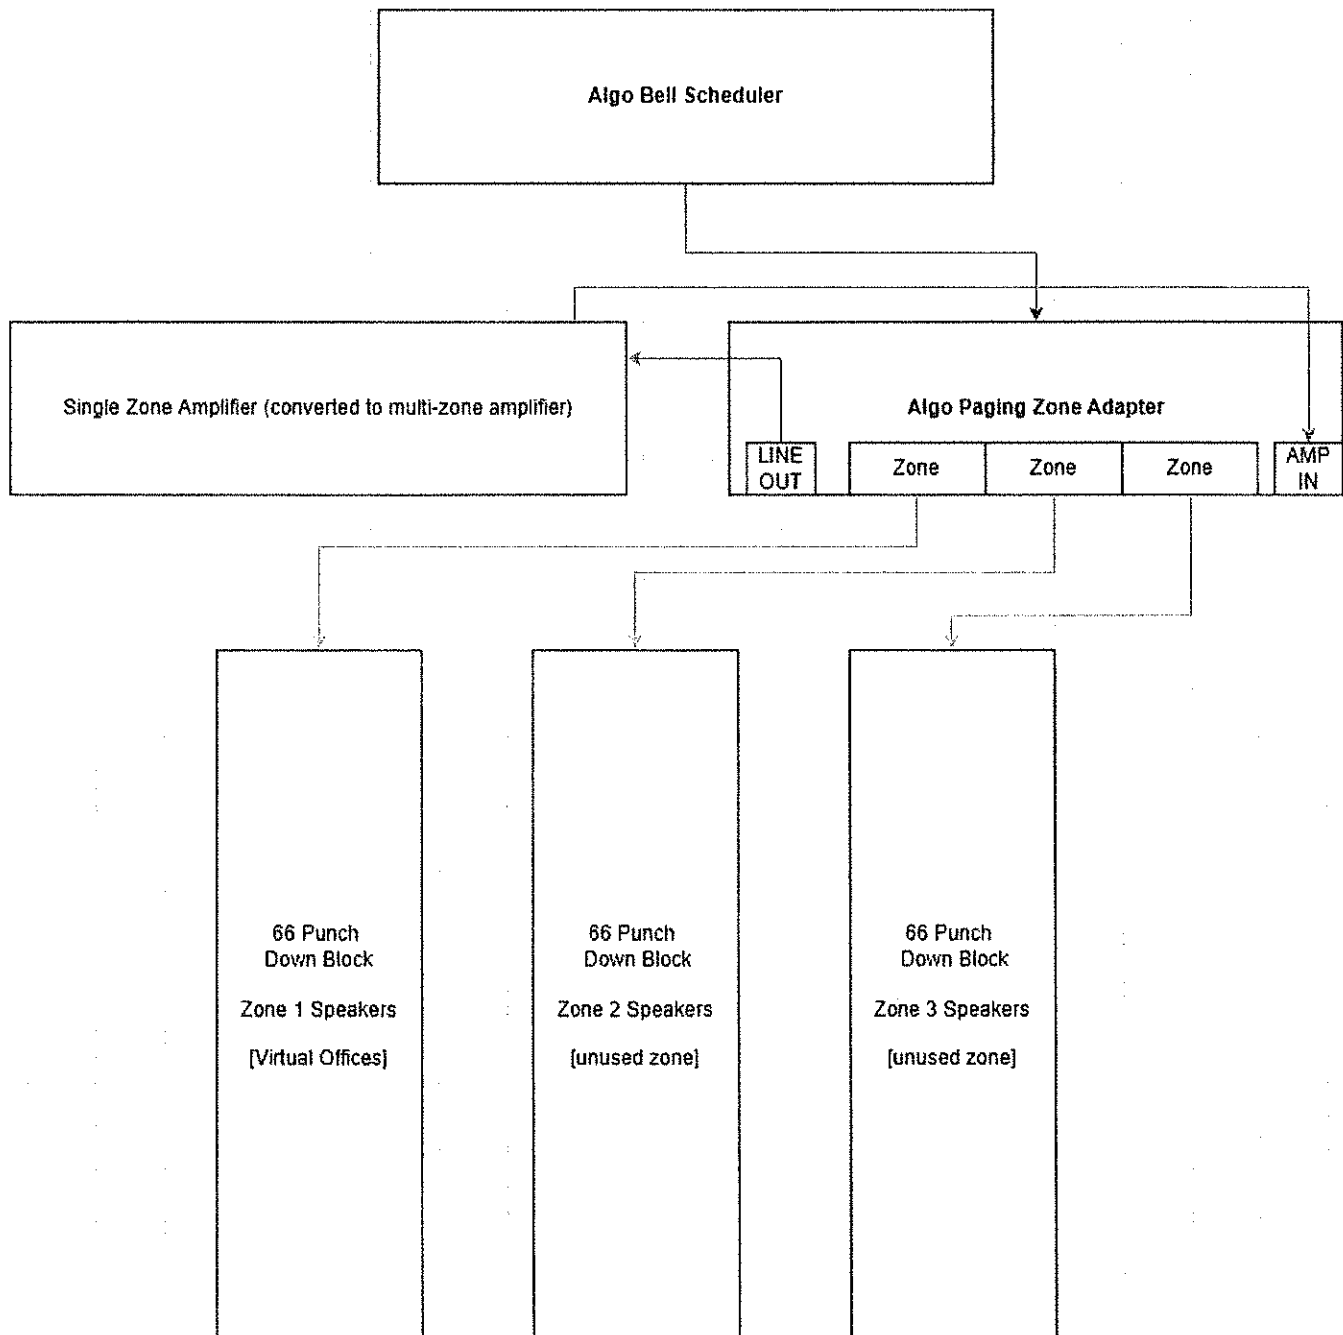 Algo Bell Scheduler
Single Zone Amplifier (converted to multi-zone amplifier)
Algo Paging Zone Adapter
LINE
OUT
Zone
Zone
Zone
AMP
IN
66 Punch
Down Block
Zone 1 Speakers
[Virtual Offices]
66 Punch
Down Block
Zone 2 Speakers
[unused zone]
66 Punch
Down Block
Zone 3 Speakers
[unused zone]